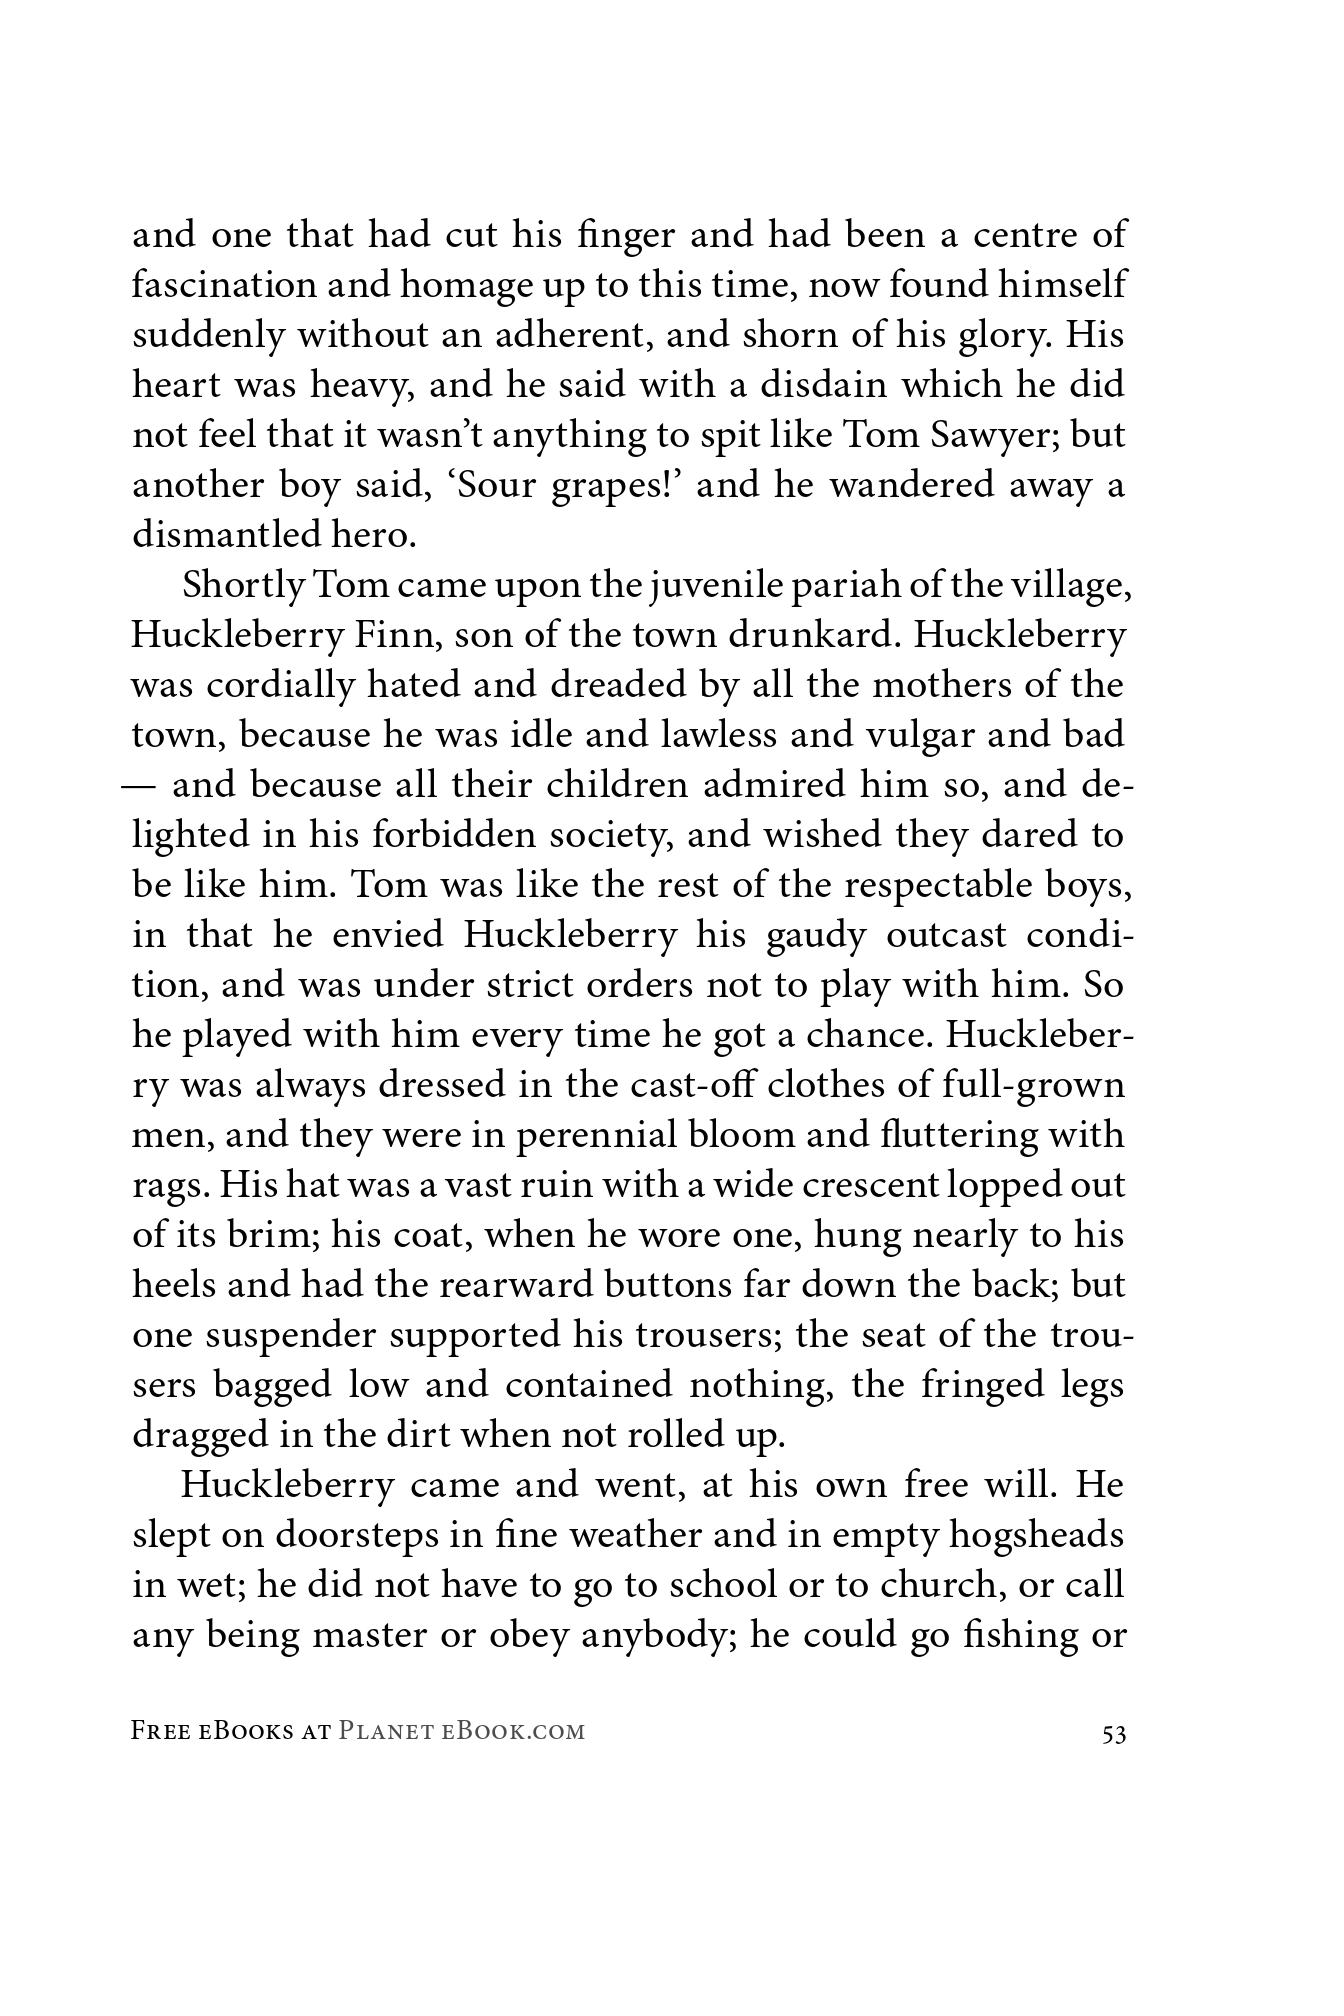 and one that had cut his finger and had been a centre of
fascination and homage up to this time, now found himself
suddenly without an adherent, and shorn of his glory. His
heart was heavy, and he said with a disdain which he did
not feel that it wasn’t anything to spit like Tom Sawyer; but
another boy said, ‘Sour grapes!’ and he wandered away a
dismantled hero.
Shortly Tom came upon the juvenile pariah of the village,
Huckleberry Finn, son of the town drunkard. Huckleberry
was cordially hated and dreaded by all the mothers of the
town, because he was idle and lawless and vulgar and bad
— and because all their children admired him so, and de-
lighted in his forbidden society, and wished they dared to
be like him. Tom was like the rest of the respectable boys,
in that he envied Huckleberry his gaudy outcast condi-
tion, and was under strict orders not to play with him. So
he played with him every time he got a chance. Huckleber-
ry was always dressed in the cast-off clothes of full-grown
men, and they were in perennial bloom and fluttering with
rags. His hat was a vast ruin with a wide crescent lopped out
of its brim; his coat, when he wore one, hung nearly to his
heels and had the rearward buttons far down the back; but
one suspender supported his trousers; the seat of the trou-
sers bagged low and contained nothing, the fringed legs
dragged in the dirt when not rolled up.
Huckleberry came and went, at his own free will. He
slept on doorsteps in fine weather and in empty hogsheads
in wet; he did not have to go to school or to church, or call
any being master or obey anybody; he could go fishing or
Free eBooks at Planet eBook.com 53